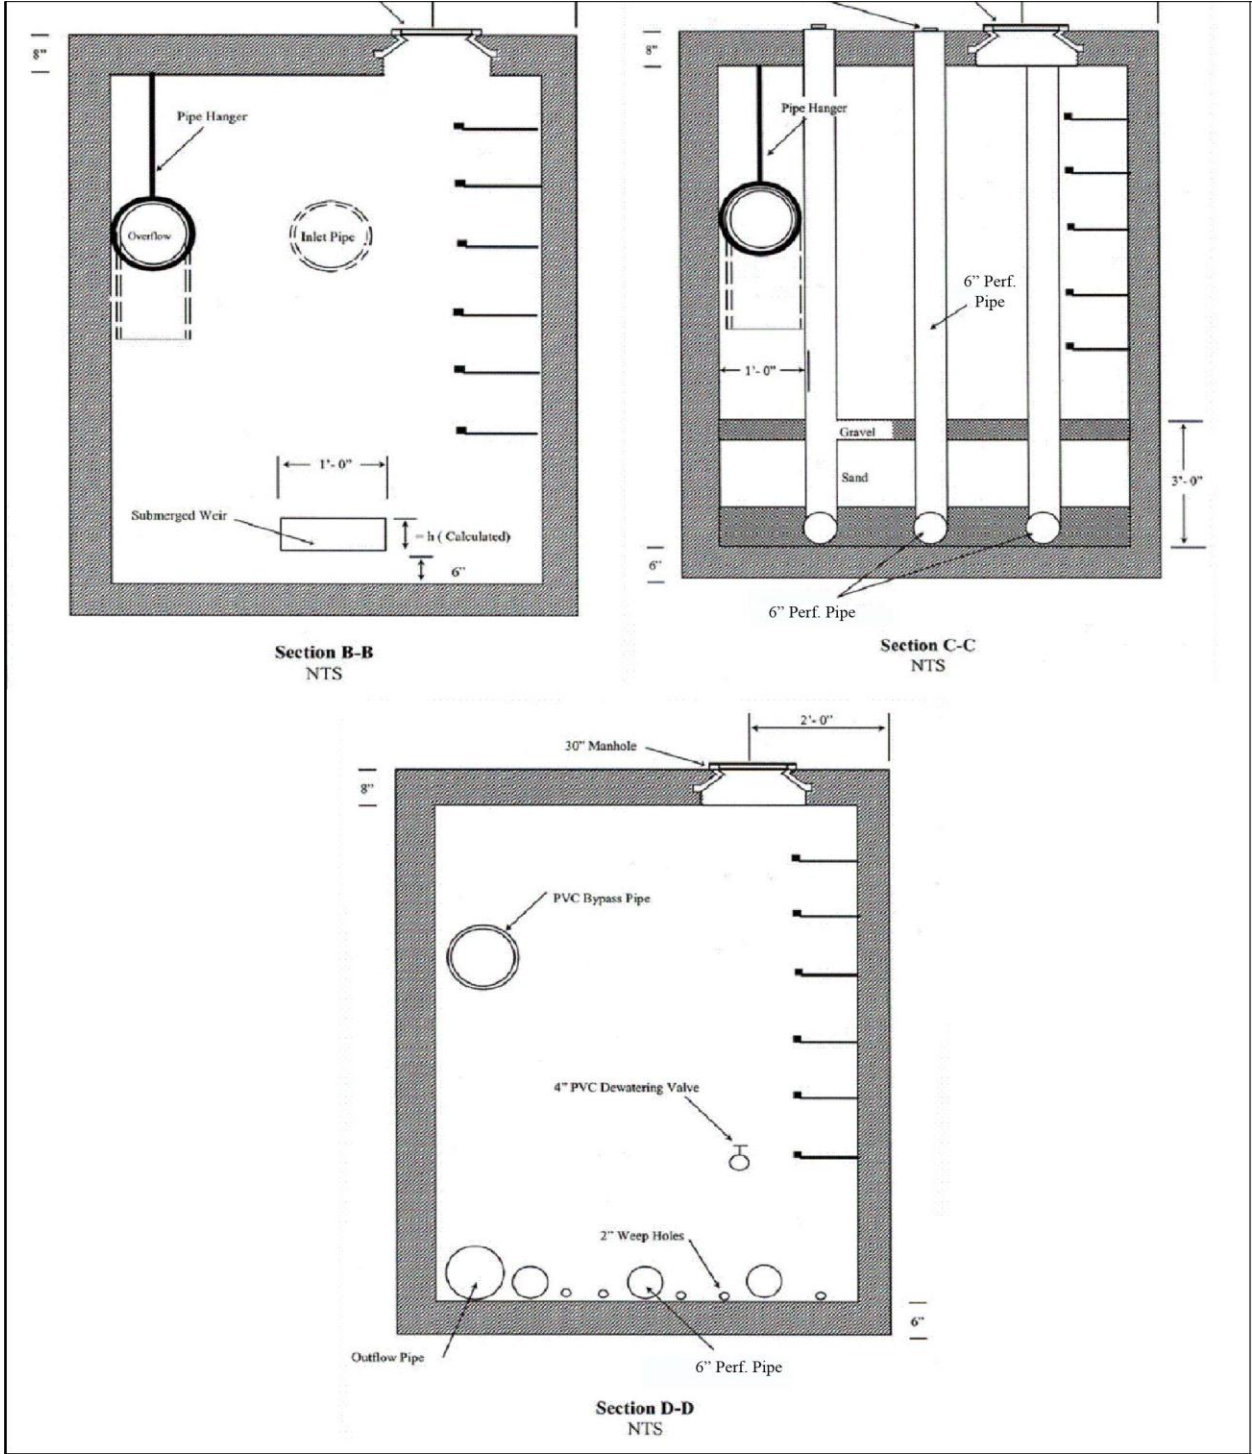 8”
Pipe Hanger
Overflow
Inlet Pipe
1’- 0”
Submerged Weir
= h ( Calculated)
6”
Section B-B
NTS
8”
Pipe Hanger
6” Perf.
Pipe
1’- 0”
Gravel
Sand
3’- 0”
6”
6” Perf. Pipe
Section C-C
NTS
2’- 0”
30” Manhole
8”
PVC Bypass Pipe
4” PVC Dewatering Valve
2” Weep Holes
6”
Outflow Pipe
6” Perf. Pipe
Section D-D
NTS